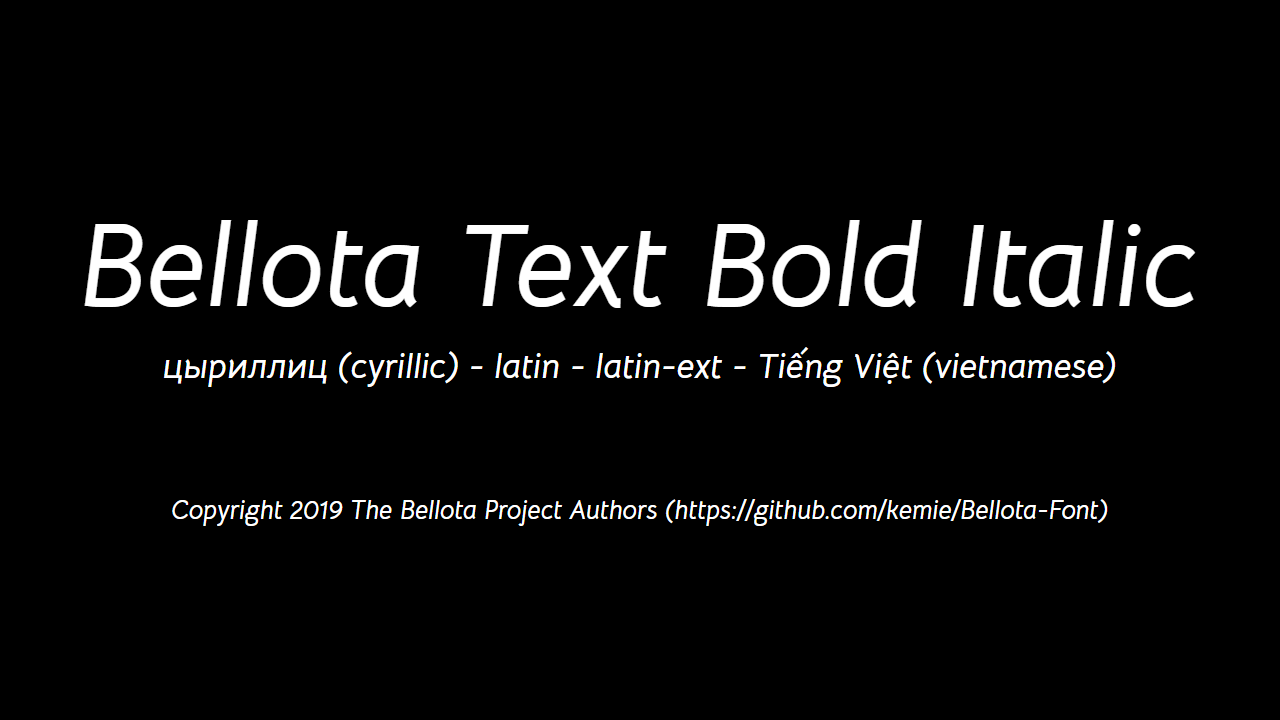 Bellota Text Bold Italic
цыриллиц (cyrillic) - latin - latin-ext - Tiếng Việt (vietnamese)
Copyright 2019 The Bellota Project Authors (https://github.com/kemie/Bellota-Font)